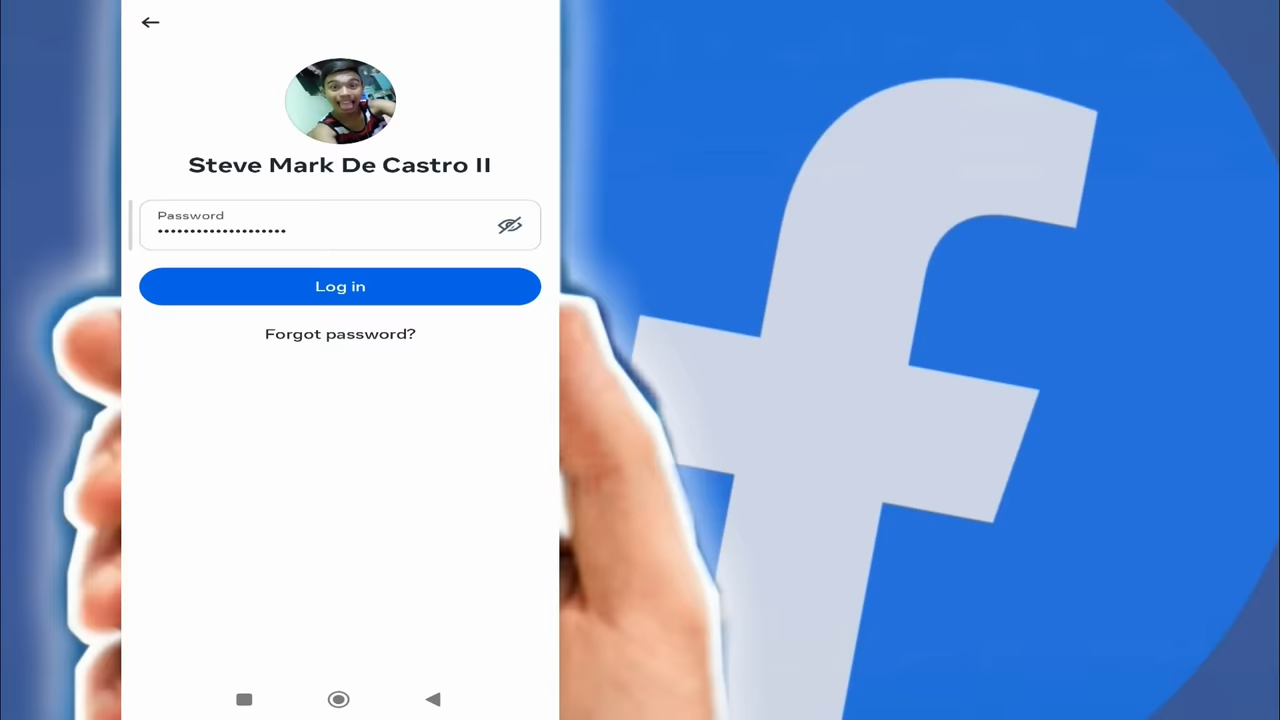 Steve Mark De Castro II
Password
••••••••••••••••••••
Log in
Forgot password?
f